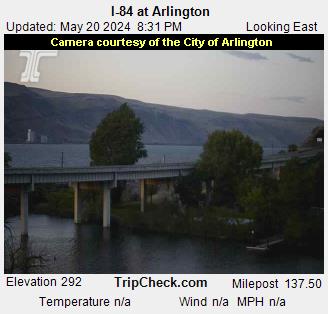 I-84 at Arlington
Updated: May 20 2024 8:31 PM Looking East
Camera courtesy of the City of Arlington
Elevation 292 TripCheck.com Milepost 137.50
Temperature n/a Wind n/a MPH n/a